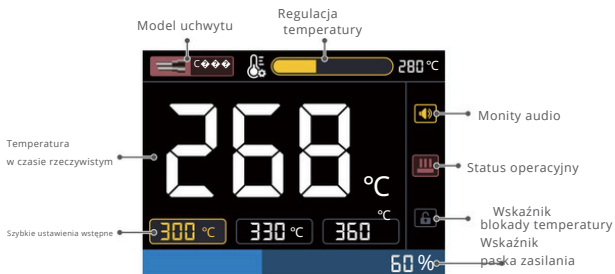 Model uchwytu
Regulacja
temperatury
280 °C
Monity audio
268 °C
Temperatura
w czasie rzeczywistym
Status operacyjny
Wskaźnik
blokady temperatury
Szybkie ustawienia wstępne
300 °C
330 °C
360 °C
Wskaźnik
paska zasilania
60 %